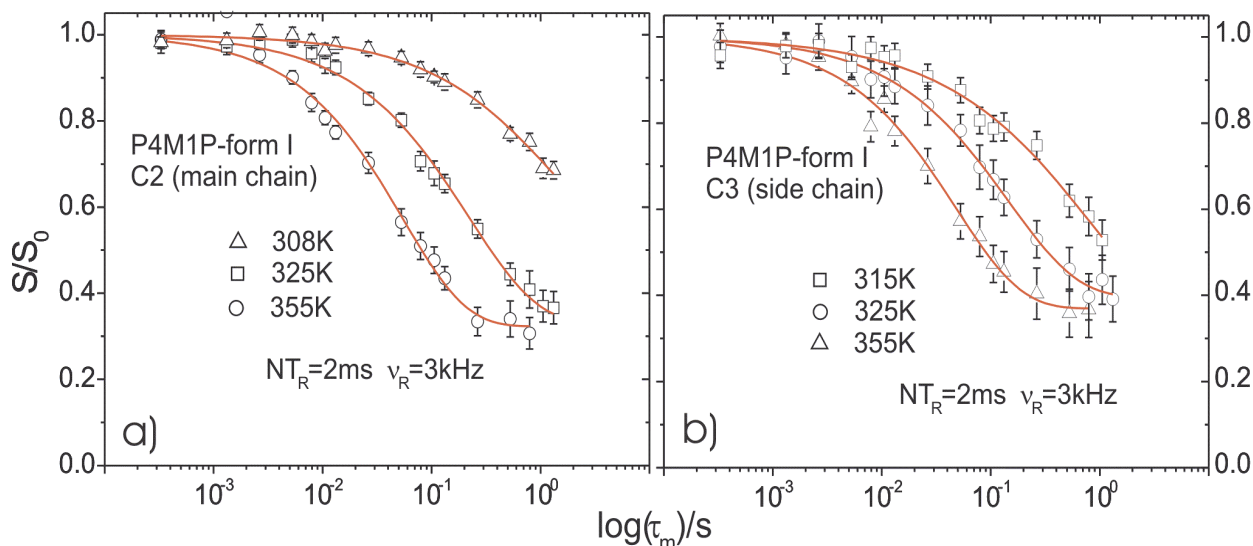 1.0
0.8
0.6
0.4
0.2
0.0
S/S0
P4M1P-form I
C2 (main chain)
308K
325K
355K
NTR=2ms νR=3kHz
a)
10-3 10-2 10-1 100
P4M1P-form I
C3 (side chain)
315K
325K
355K
NTR=2ms νR=3kHz
b)
10-3 10-2 10-1 100
1.0
0.8
0.6
0.4
0.2
0.0
log(τm)/s